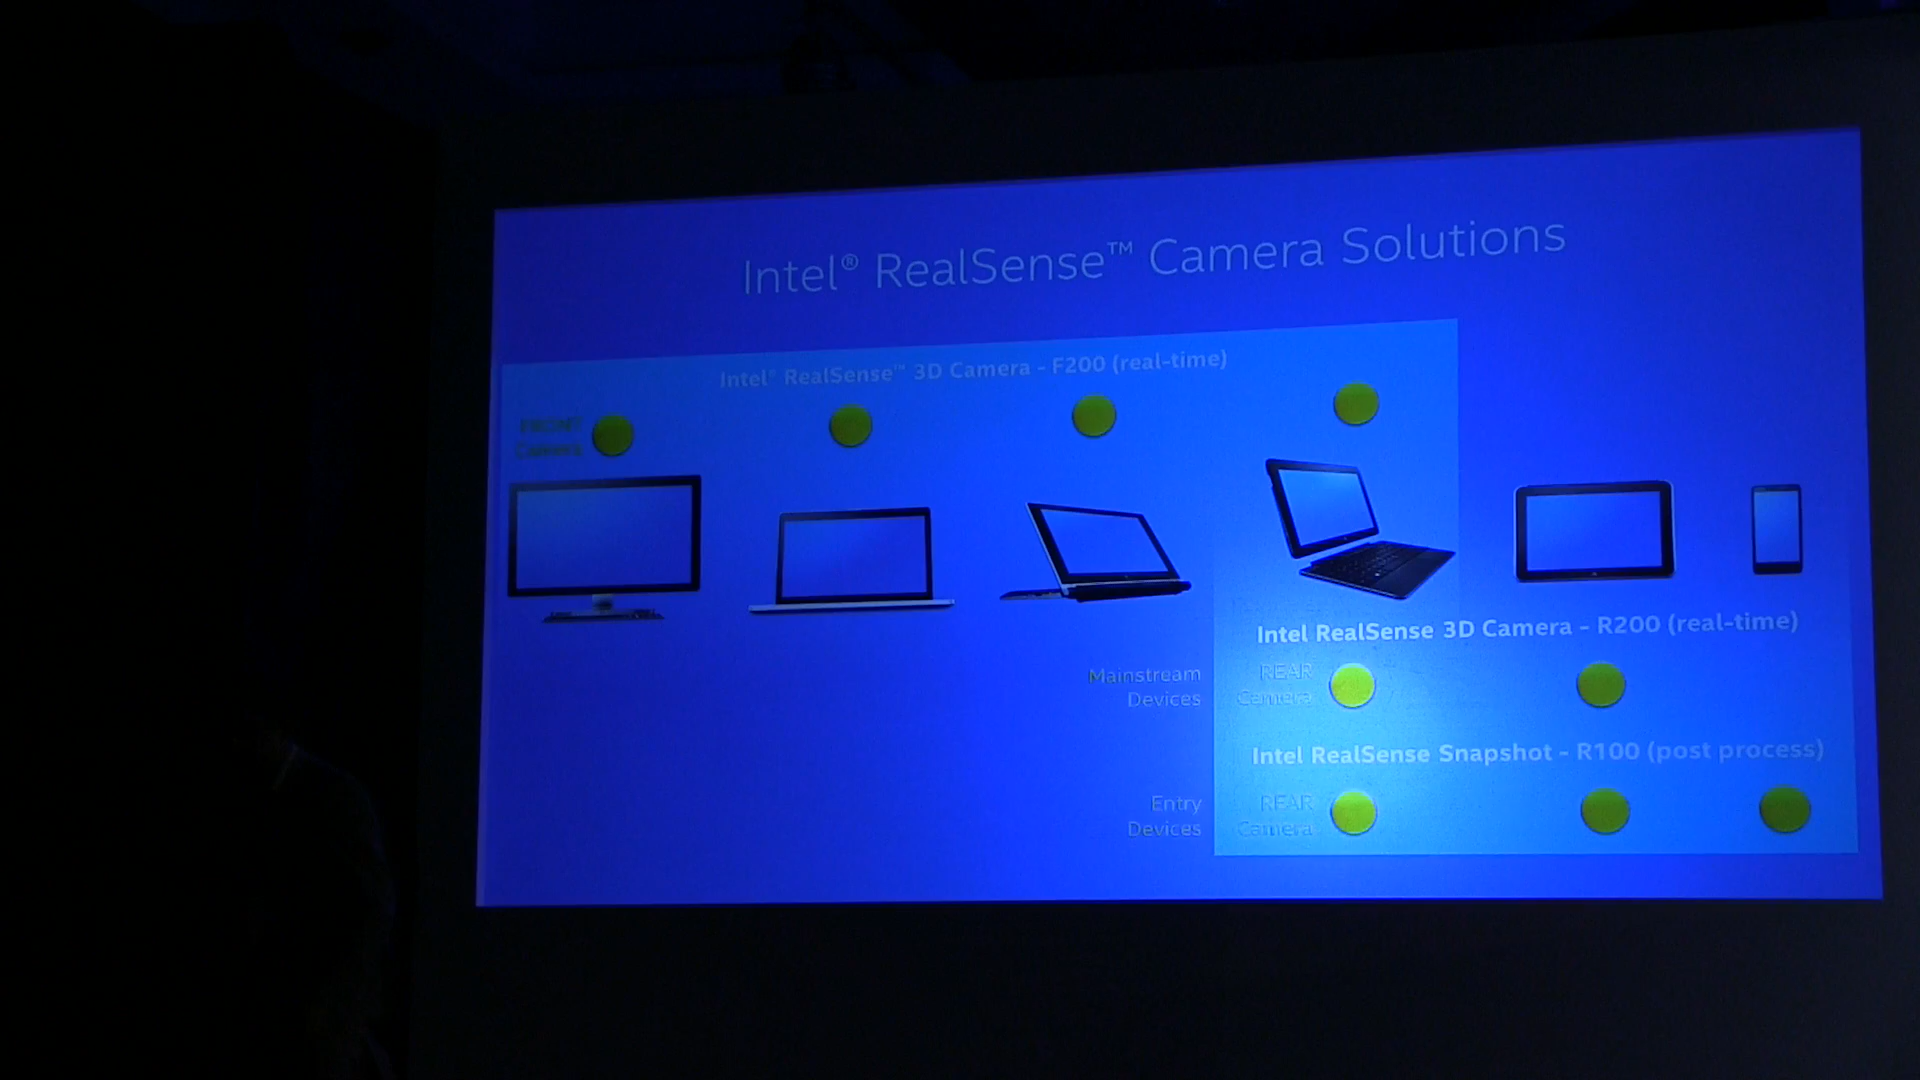 Intel® RealSense™ Camera Solutions
Intel® RealSense™ 3D Camera - F200 (real-time)
FRONT
Camera
Intel RealSense 3D Camera - R200 (real-time)
Mainstream
Devices
REAR
Camera
Intel RealSense Snapshot - R100 (post process)
Entry
Devices
REAR
Camera